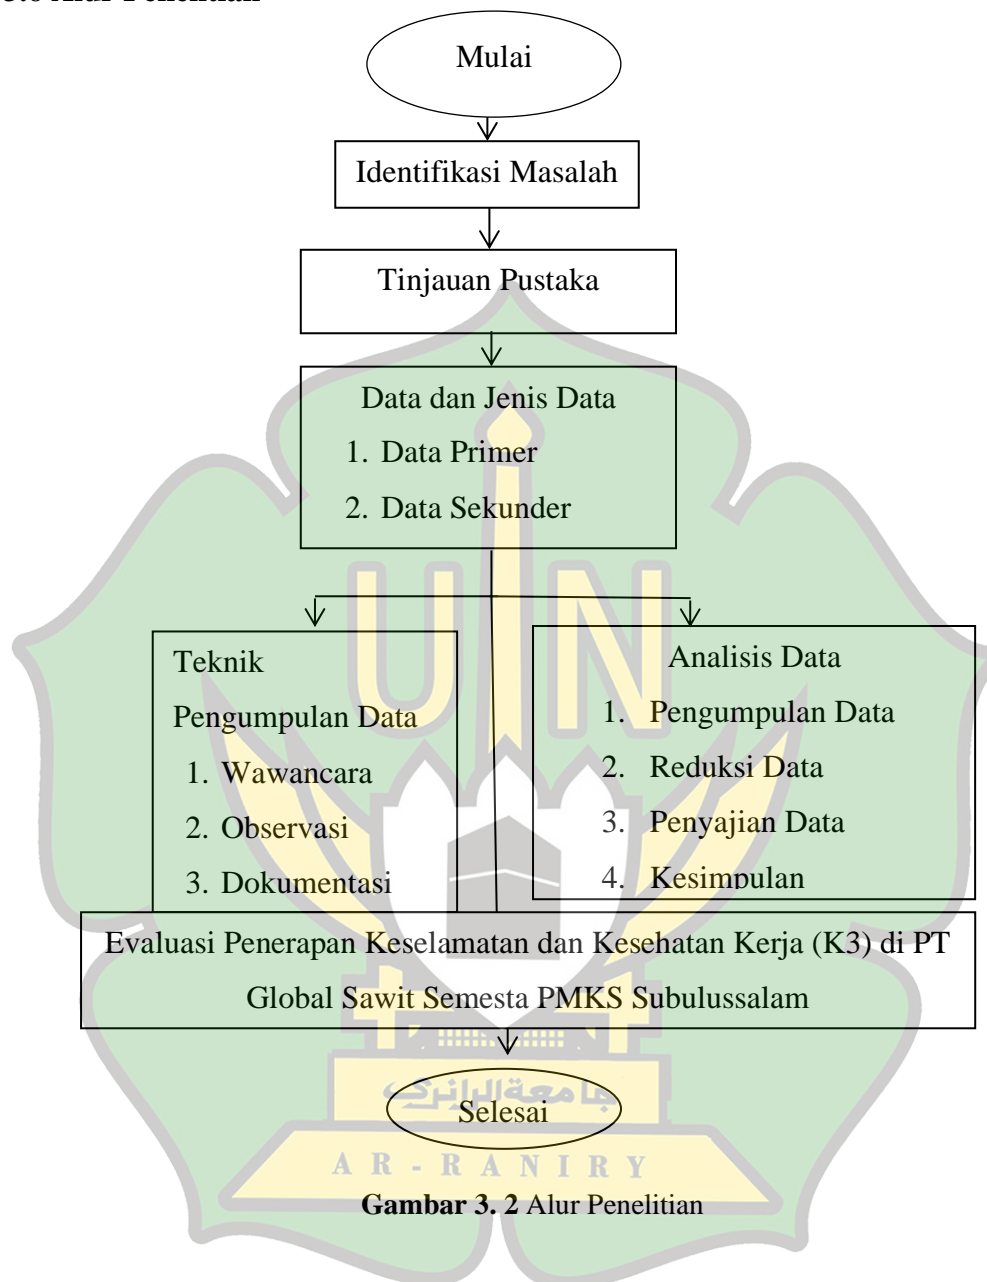 Mulai
Identifikasi Masalah
Tinjauan Pustaka
Data dan Jenis Data
1. Data Primer
2. Data Sekunder
Teknik
Pengumpulan Data
1. Wawancara
2. Observasi
3. Dokumentasi
Analisis Data
1. Pengumpulan Data
2. Reduksi Data
3. Penyajian Data
4. Kesimpulan
Evaluasi Penerapan Keselamatan dan Kesehatan Kerja (K3) di PT
Global Sawit Semesta PMKS Subulussalam
UIN
جامعة الرانري
Selesai
AR-RANIRY
Gambar 3. 2 Alur Penelitian